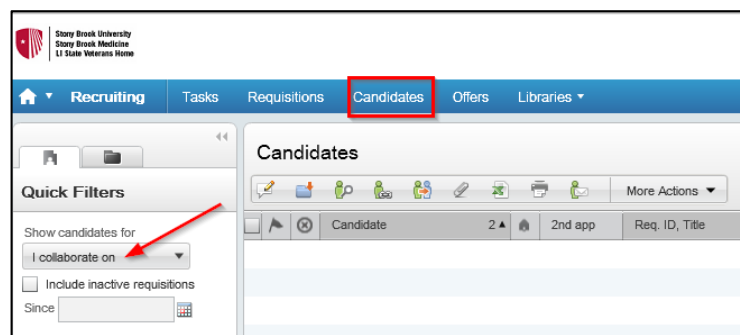 Stony Brook University
Stony Brook Medicine
LI State Veterans Home
Recruiting Tasks Requisitions Candidates Offers Libraries
Candidates
More Actions
Quick Filters
Candidate 2 2nd app Req. ID, Title
Show candidates for
I collaborate on
Include inactive requisitions
Since